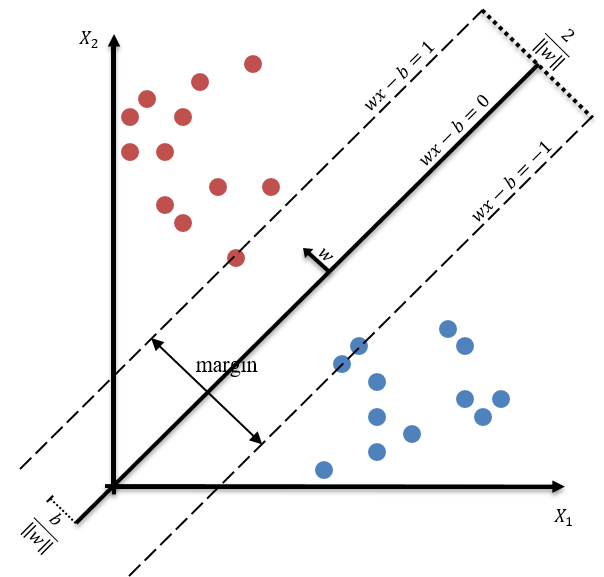 X₂
2
‖w‖
wx − b = 1
wx − b = 0
wx − b = −1
w
margin
b
‖w‖
X₁